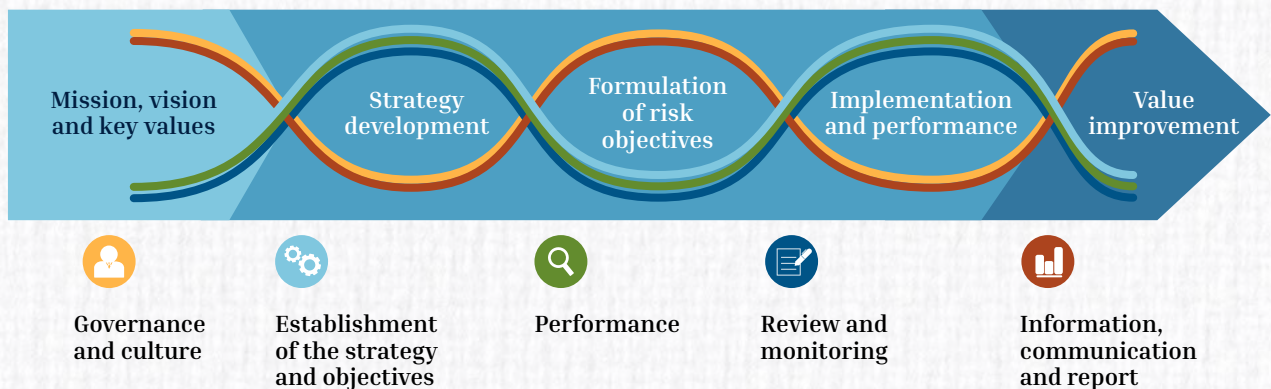 Mission, vision
and key values
Strategy
development
Formulation
of risk
objectives
Implementation
and performance
Value
improvement
Governance
and culture
Establishment
of the strategy
and objectives
Performance
Review and
monitoring
Information,
communication
and report